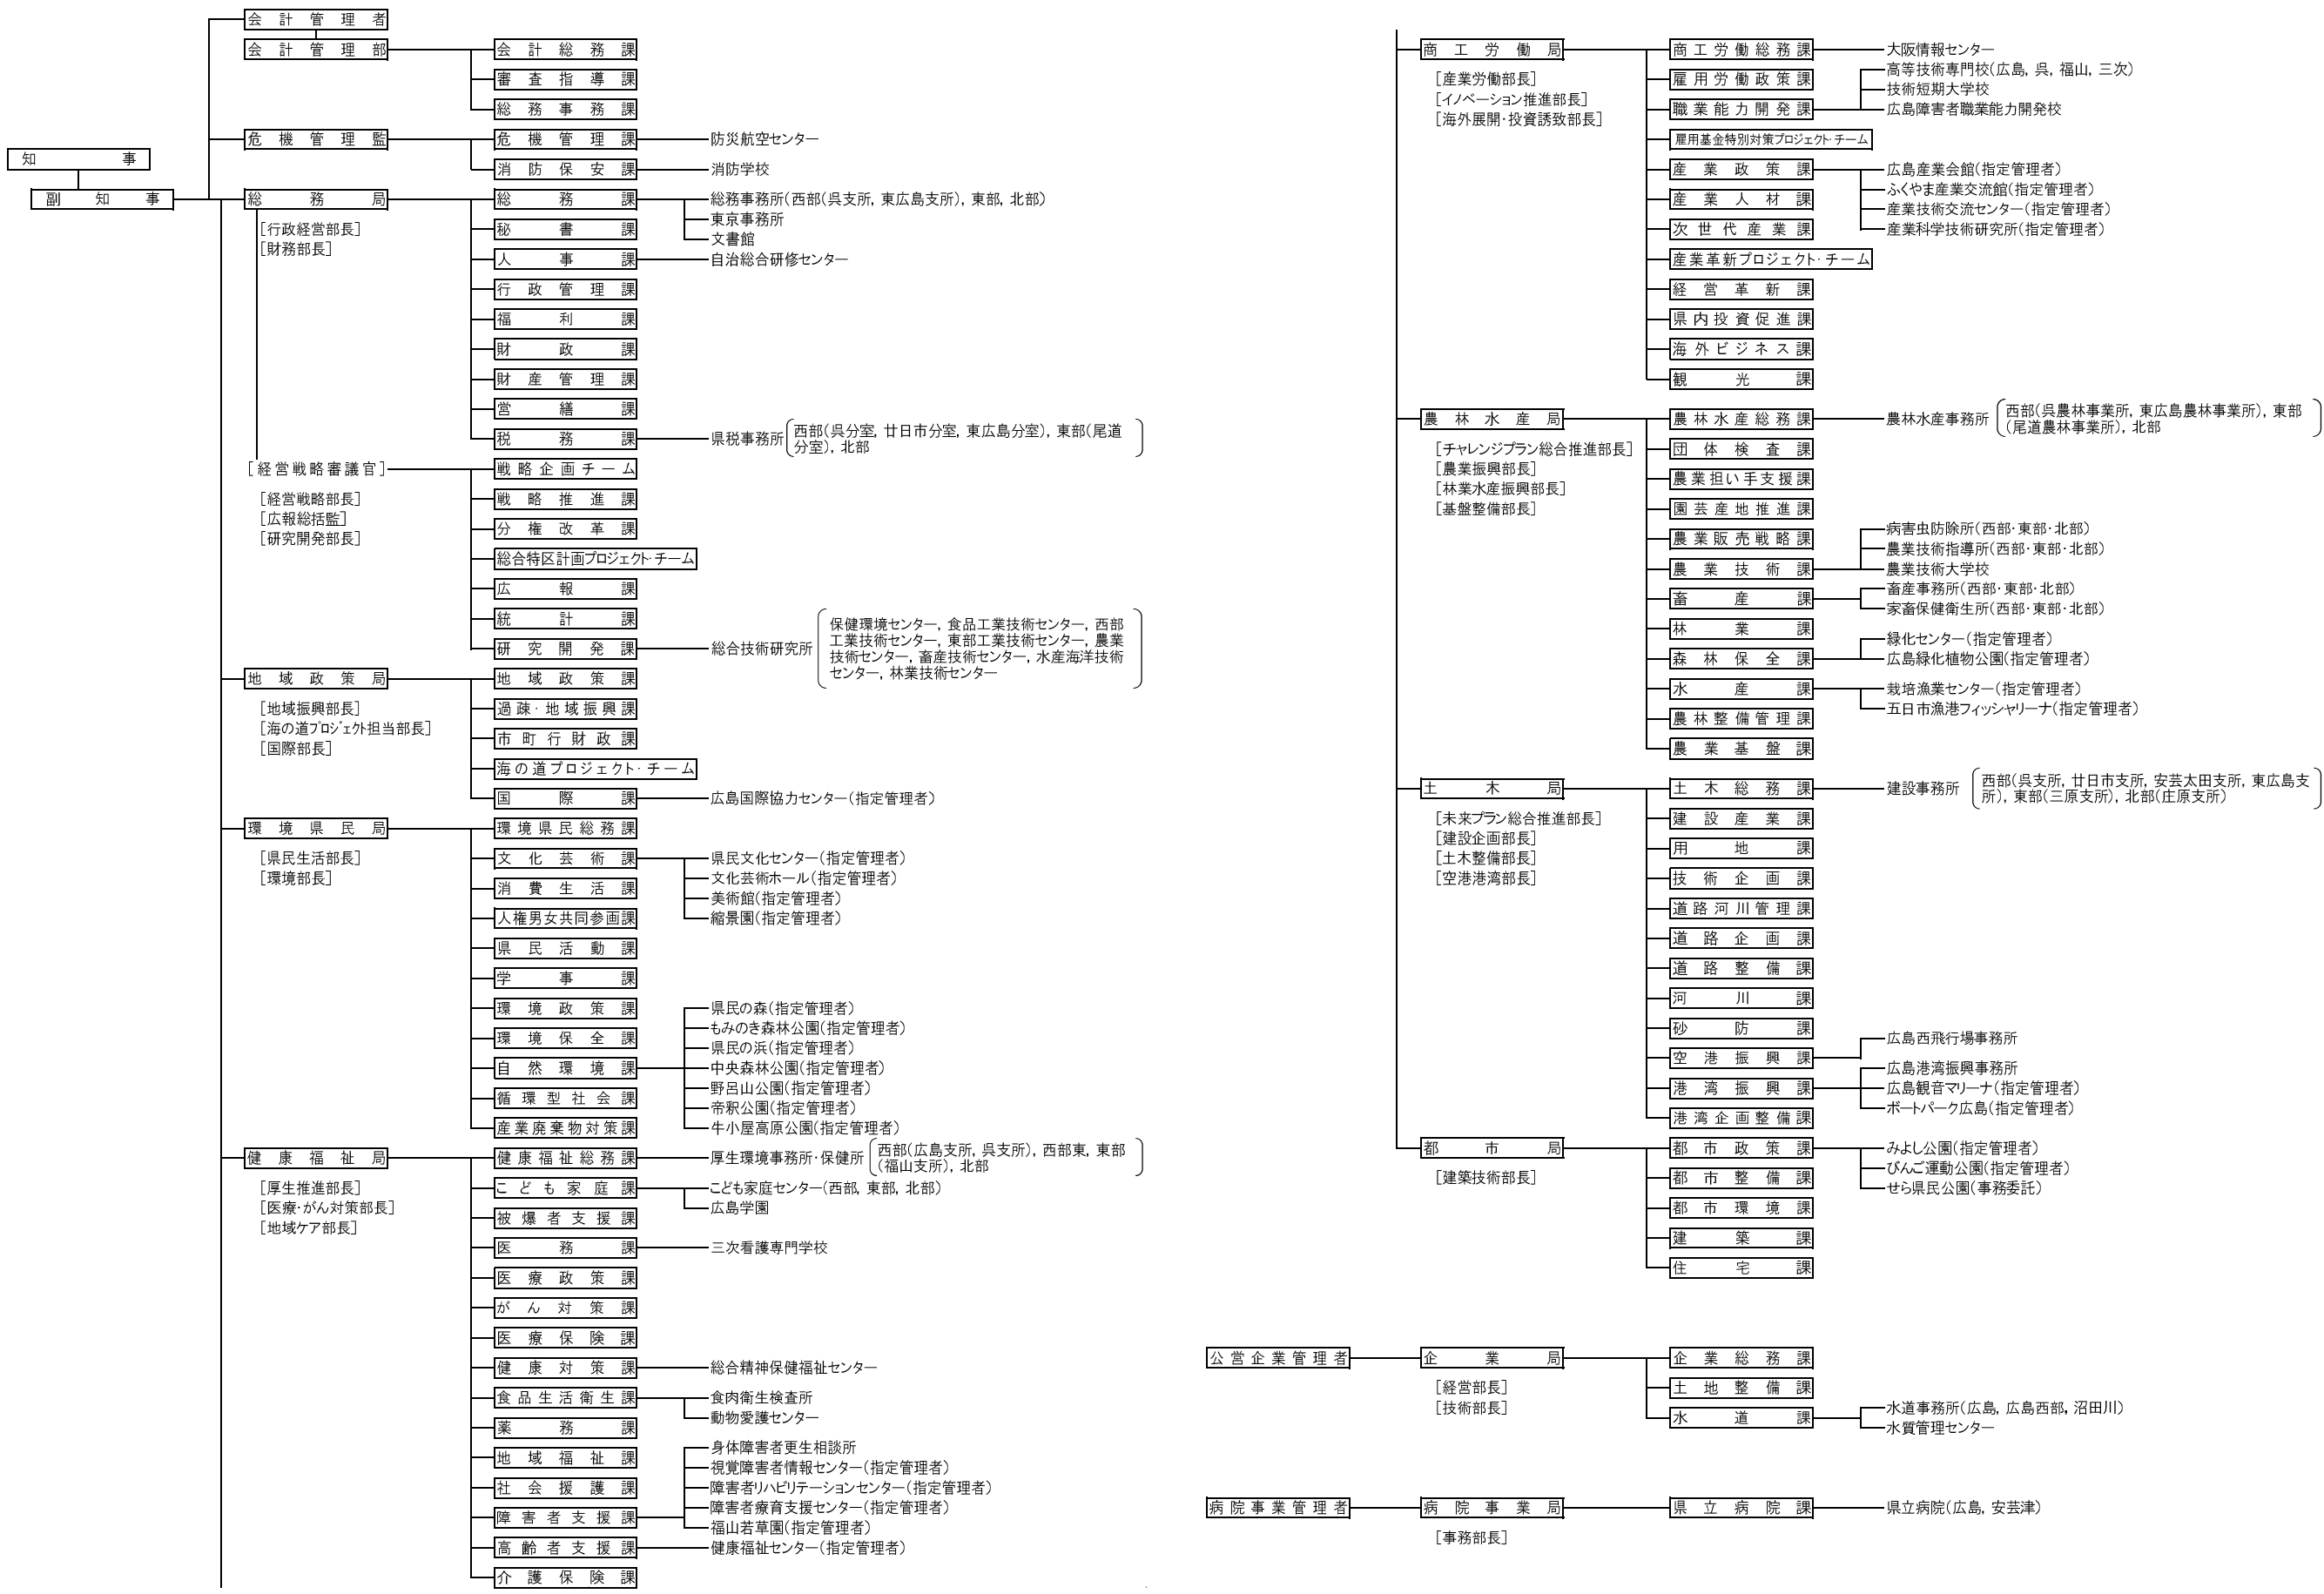 知事
副知事
会計管理者
会計管理部
会計総務課
審査指導課
総務事務課
危機管理監
危機管理課
防災航空センター
消防保安課
消防学校
総務局
[行政経営部長]
[財務部長]
総務課
総務事務所(西部(呉支所, 東広島支所), 東部, 北部)
東京事務所
文書館
秘書課
人事課
自治総合研修センター
行政管理課
福利課
財政課
財産管理課
営繕課
税務課
県税事務所
西部(呉分室, 廿日市分室, 東広島分室), 東部(尾道
分室), 北部
[経営戦略審議官]
[経営戦略部長]
[広報総括監]
[研究開発部長]
戦略企画チーム
戦略推進課
分権改革課
総合特区計画プロジェクト・チーム
広報課
統計課
研究開発課
総合技術研究所
保健環境センター, 食品工業技術センター, 西部
工業技術センター, 東部工業技術センター, 農業
技術センター, 畜産技術センター, 水産海洋技術
センター, 林業技術センター
地域政策局
[地域振興部長]
[海の道プロジェクト担当部長]
[国際部長]
地域政策課
過疎・地域振興課
市町行財政課
海の道プロジェクト・チーム
国際課
広島国際協力センター(指定管理者)
環境県民局
[県民生活部長]
[環境部長]
環境県民総務課
文化芸術課
県民文化センター(指定管理者)
文化芸術ホール(指定管理者)
美術館(指定管理者)
縮景園(指定管理者)
消費生活課
人権男女共同参画課
県民活動課
学事課
環境政策課
環境保全課
自然環境課
県民の森(指定管理者)
もみのき森林公園(指定管理者)
県民の浜(指定管理者)
中央森林公園(指定管理者)
野呂山公園(指定管理者)
帝釈公園(指定管理者)
牛小屋高原公園(指定管理者)
循環型社会課
産業廃棄物対策課
健康福祉局
[厚生推進部長]
[医療・がん対策部長]
[地域ケア部長]
健康福祉総務課
厚生環境事務所・保健所
西部(広島支所, 呉支所), 西部東, 東部
(福山支所), 北部
こども家庭課
こども家庭センター(西部, 東部, 北部)
広島学園
被爆者支援課
医務課
三次看護専門学校
医療政策課
がん対策課
医療保険課
健康対策課
総合精神保健福祉センター
食品生活衛生課
食肉衛生検査所
動物愛護センター
薬務課
地域福祉課
社会援護課
障害者支援課
身体障害者更生相談所
視覚障害者情報センター(指定管理者)
障害者リハビリテーションセンター(指定管理者)
障害者療育支援センター(指定管理者)
福山若草園(指定管理者)
高齢者支援課
健康福祉センター(指定管理者)
介護保険課
商工労働局
[産業労働部長]
[イノベーション推進部長]
[海外展開・投資誘致部長]
商工労働総務課
大阪情報センター
雇用労働政策課
職業能力開発課
高等技術専門校(広島, 呉, 福山, 三次)
技術短期大学校
広島障害者職業能力開発校
雇用基金特別対策プロジェクト・チーム
産業政策課
広島産業会館(指定管理者)
ふくやま産業交流館(指定管理者)
産業技術交流センター(指定管理者)
産業科学技術研究所(指定管理者)
産業人材課
次世代産業課
産業革新プロジェクト・チーム
経営革新課
県内投資促進課
海外ビジネス課
観光課
農林水産局
[チャレンジプラン総合推進部長]
[農業振興部長]
[林業水産振興部長]
[基盤整備部長]
農林水産総務課
農林水産事務所
西部(呉農林事業所, 東広島農林事業所), 東部
(尾道農林事業所), 北部
団体検査課
農業担い手支援課
園芸産地推進課
農業販売戦略課
農業技術課
病害虫防除所(西部・東部・北部)
農業技術指導所(西部・東部・北部)
農業技術大学校
畜産課
畜産事務所(西部・東部・北部)
家畜保健衛生所(西部・東部・北部)
林業課
森林保全課
緑化センター(指定管理者)
広島緑化植物公園(指定管理者)
水産課
栽培漁業センター(指定管理者)
五日市漁港フィッシャリーナ(指定管理者)
農林整備管理課
農業基盤課
土木局
[未来プラン総合推進部長]
[建設企画部長]
[土木整備部長]
[空港港湾部長]
土木総務課
建設事務所
西部(呉支所, 廿日市支所, 安芸太田支所, 東広島支
所), 東部(三原支所), 北部(庄原支所)
建設産業課
用地課
技術企画課
道路河川管理課
道路企画課
道路整備課
河川課
砂防課
空港振興課
広島西飛行場事務所
港湾振興課
広島港湾振興事務所
広島観音マリーナ(指定管理者)
ボートパーク広島(指定管理者)
港湾企画整備課
都市局
[建築技術部長]
都市政策課
みよし公園(指定管理者)
びんご運動公園(指定管理者)
せら県民公園(事務委託)
都市整備課
都市環境課
建築課
住宅課
公営企業管理者
企業局
[経営部長]
[技術部長]
企業総務課
土地整備課
水道課
水道事務所(広島, 広島西部, 沼田川)
水質管理センター
病院事業管理者
病院事業局
[事務部長]
県立病院課
県立病院(広島, 安芸津)